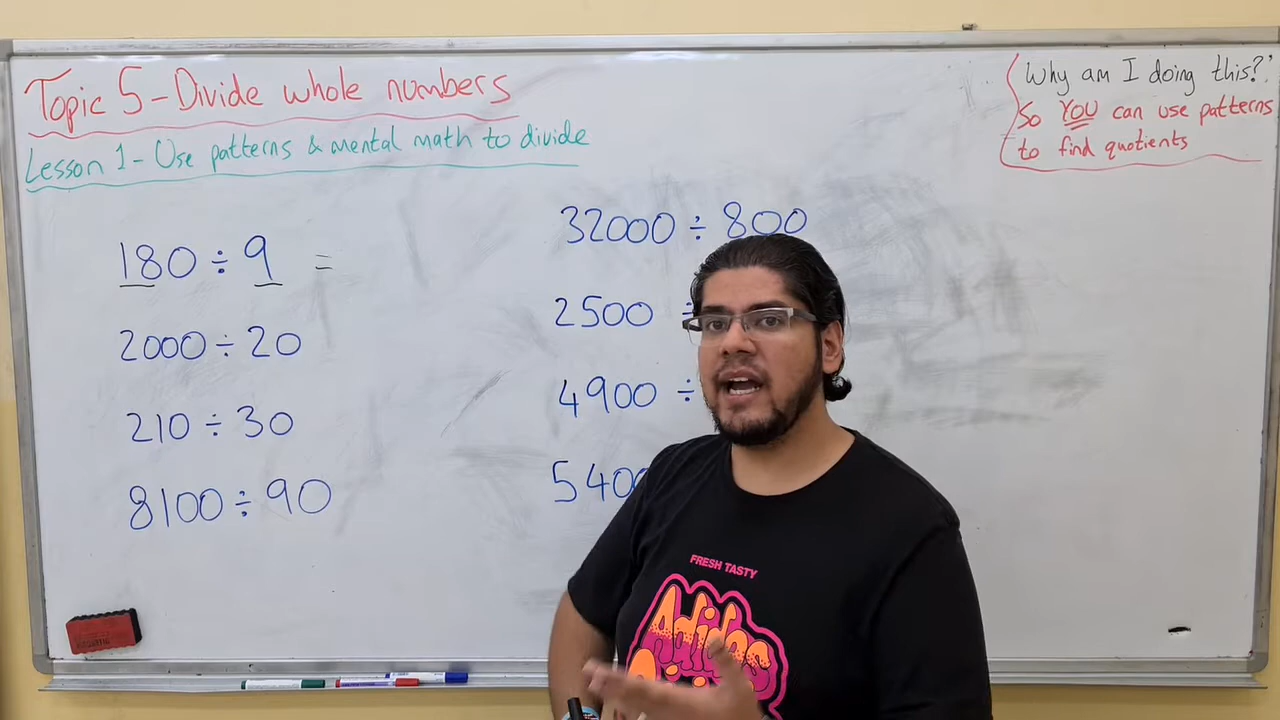 Topic 5-Divide whole numbers
Lesson 1-Use patterns & mental math to divide
Why am I doing this?
So YOU can use patterns
to find quotients
180 ÷ 9 =
2000 ÷ 20
210 ÷ 30
8100 ÷ 90
32000 ÷ 800
2500 ÷
4900 ÷
5400
FRESH TASTY
Adidas